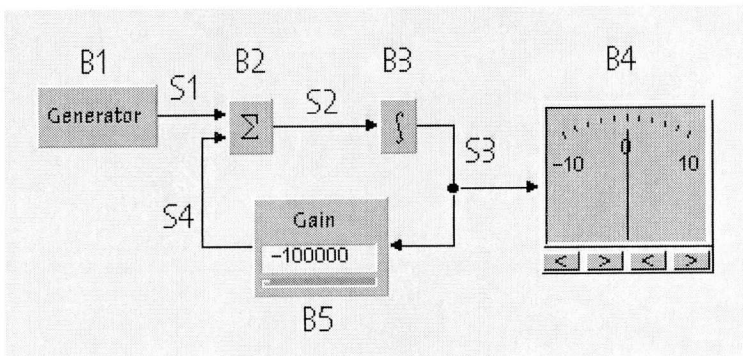 B1
B2
B3
B4
S1
S2
S3
S4
Generator
Σ
∫
Gain
-100000
B5
-10
0
10
< > < >